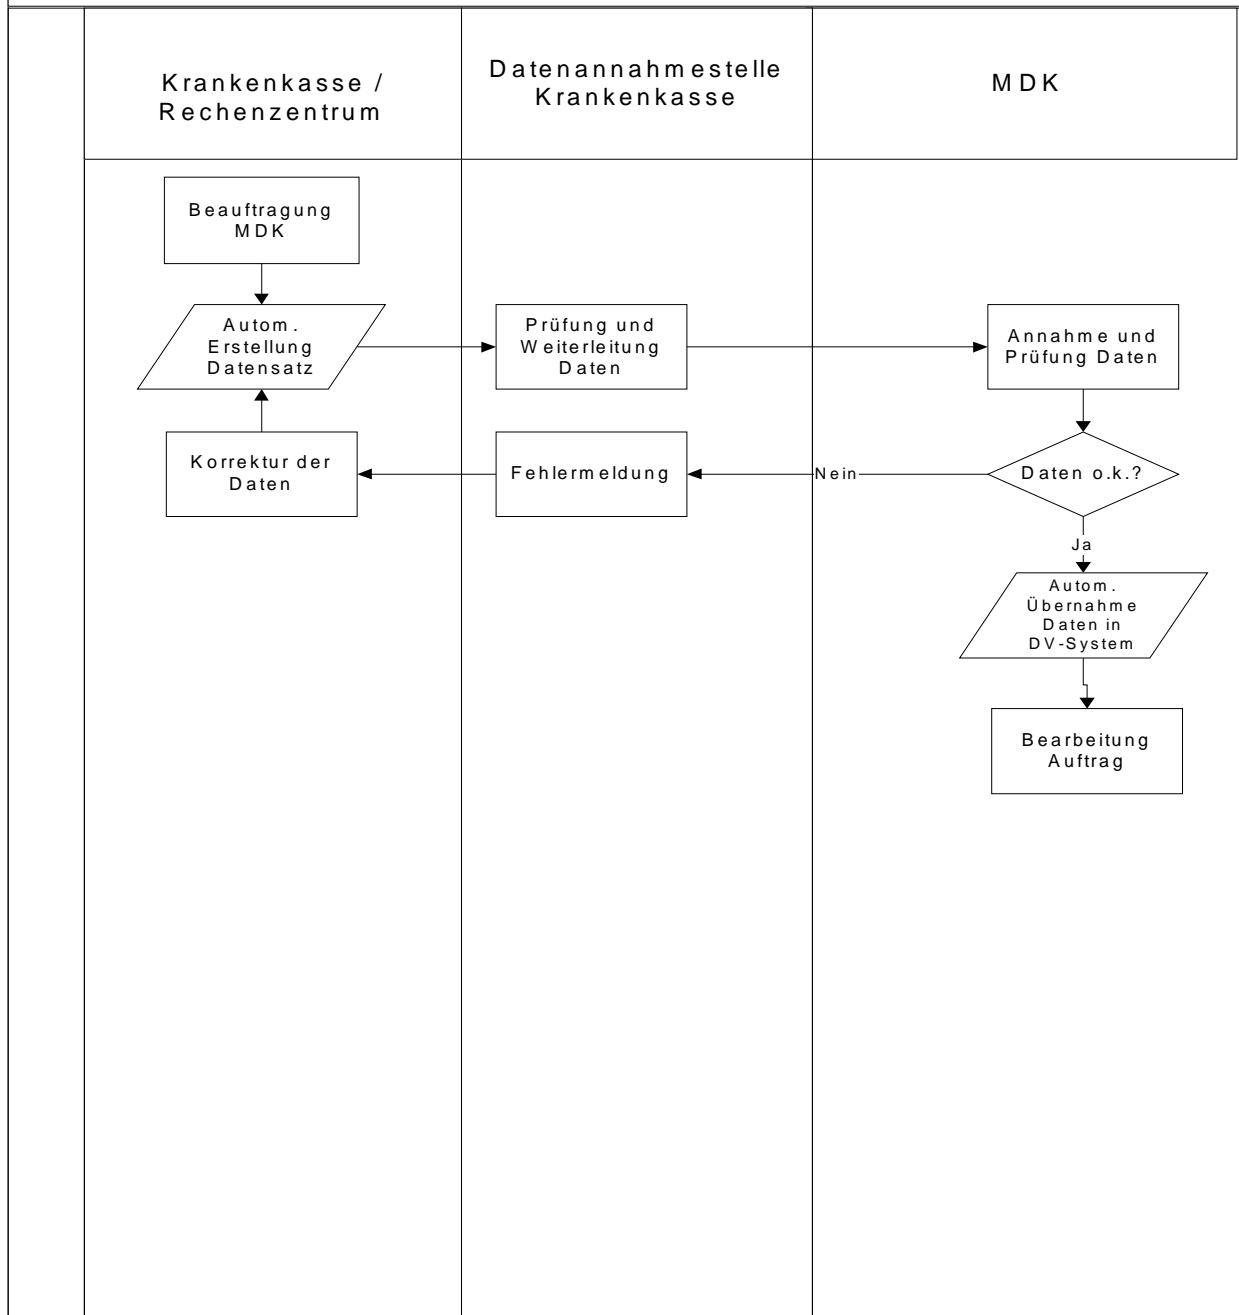 Krankenkasse /
Rechenzentrum
Datenannahmestelle
Krankenkasse
MDK
Beauftragung
MDK
Autom.
Erstellung
Datensatz
Prüfung und
Weiterleitung
Daten
Annahme und
Prüfung Daten
Korrektur der
Daten
Fehlermeldung
Nein
Daten o.k.?
Ja
Autom.
Übernahme
Daten in
DV-System
Bearbeitung
Auftrag